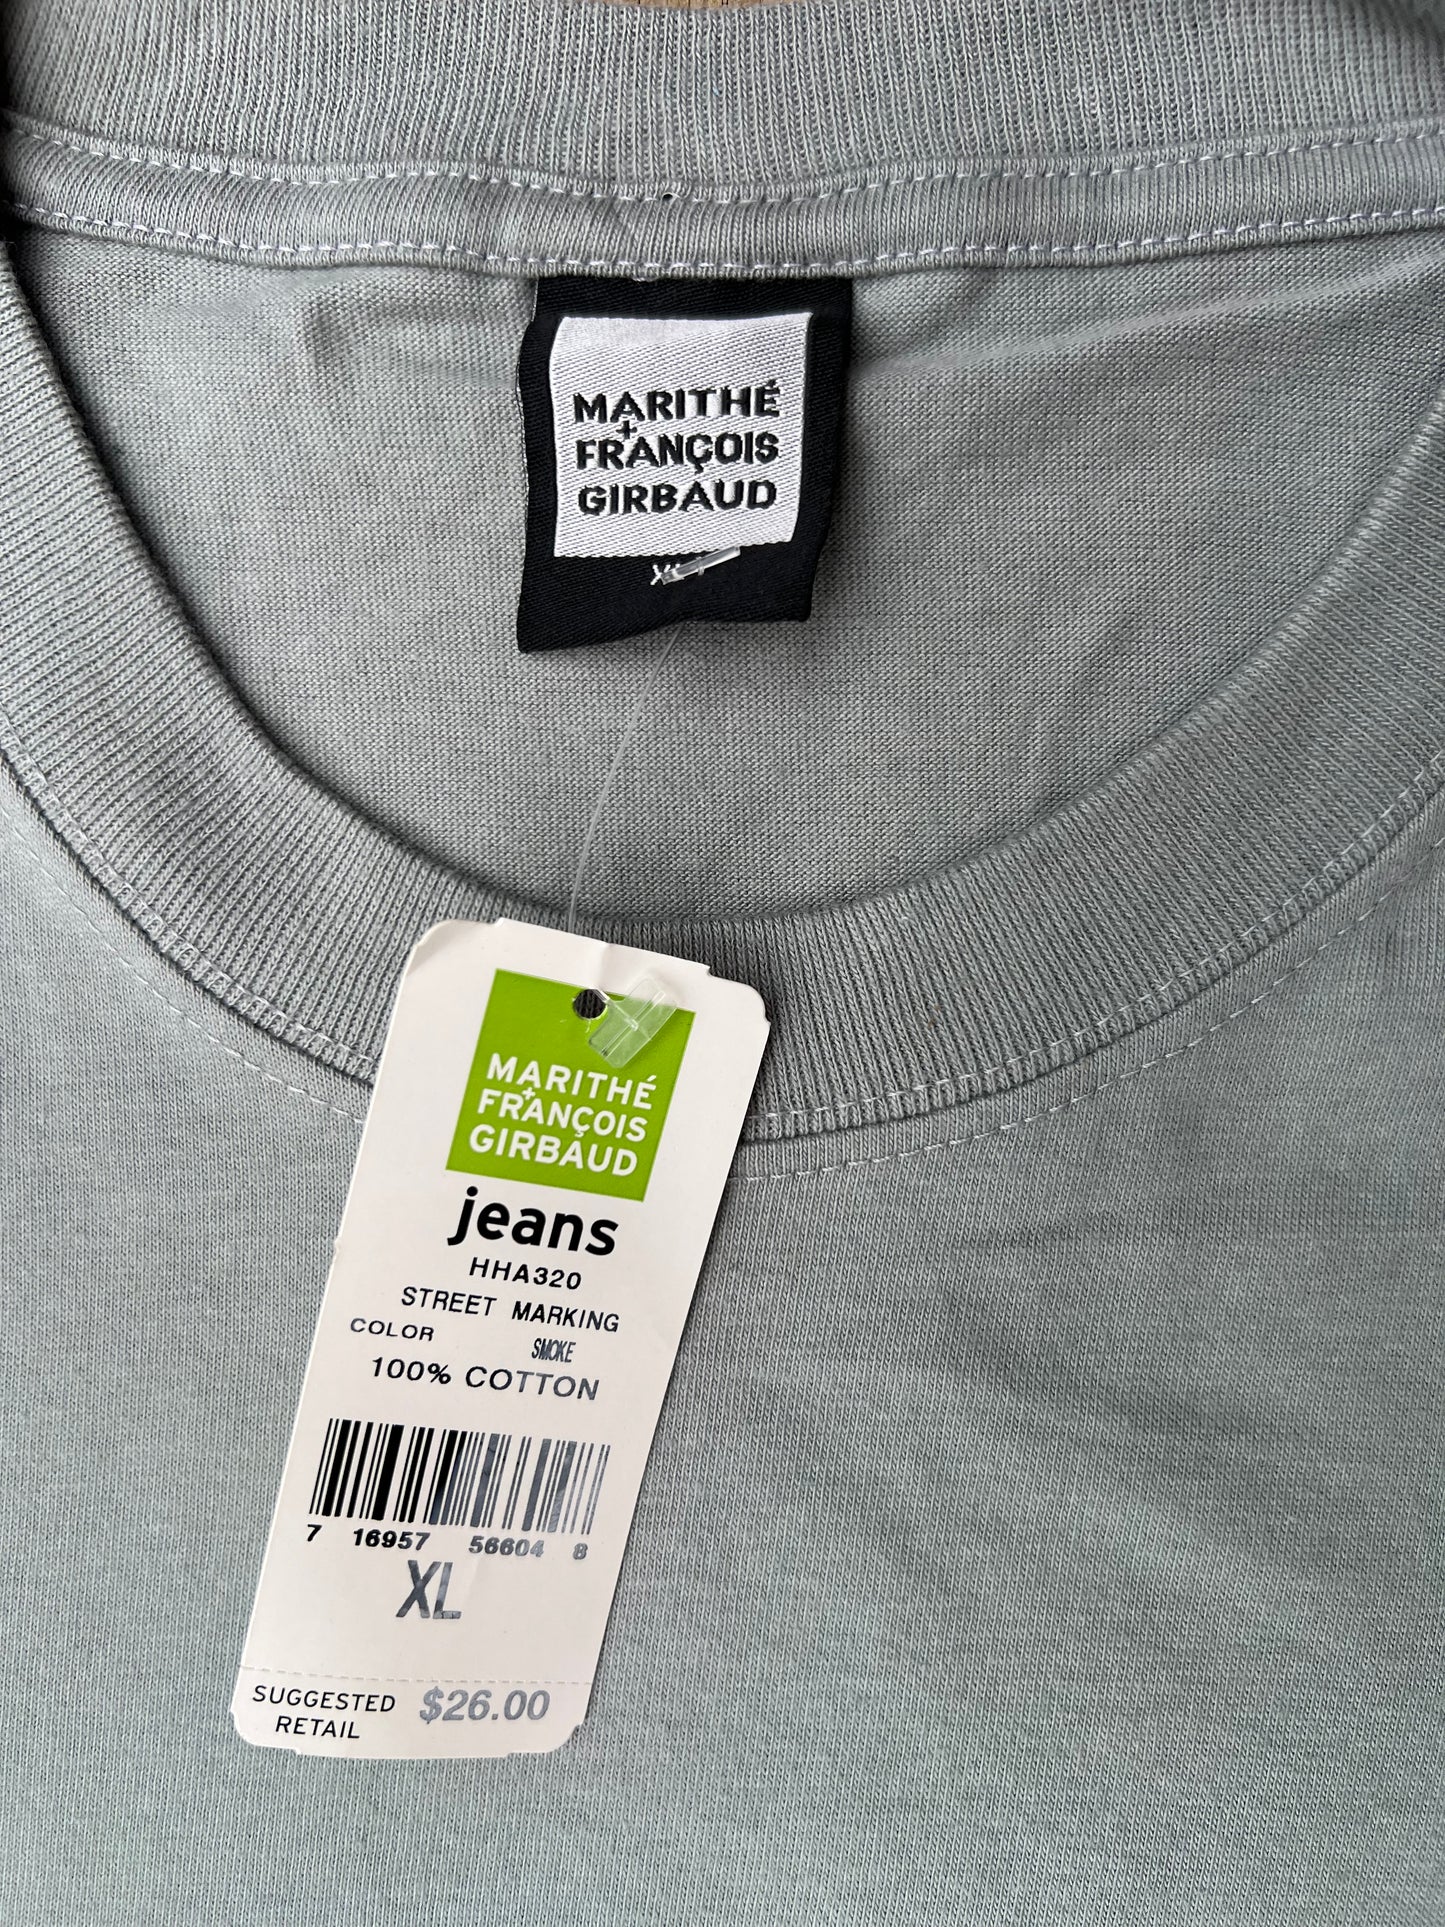 MARITHÉ
+
FRANÇOIS
GIRBAUD
XL
MARITHÉ
+
FRANÇOIS
GIRBAUD
jeans
HHA320
STREET MARKING
COLOR SMOKE
100% COTTON
7 16957 56604 8
XL
SUGGESTED RETAIL $26.00